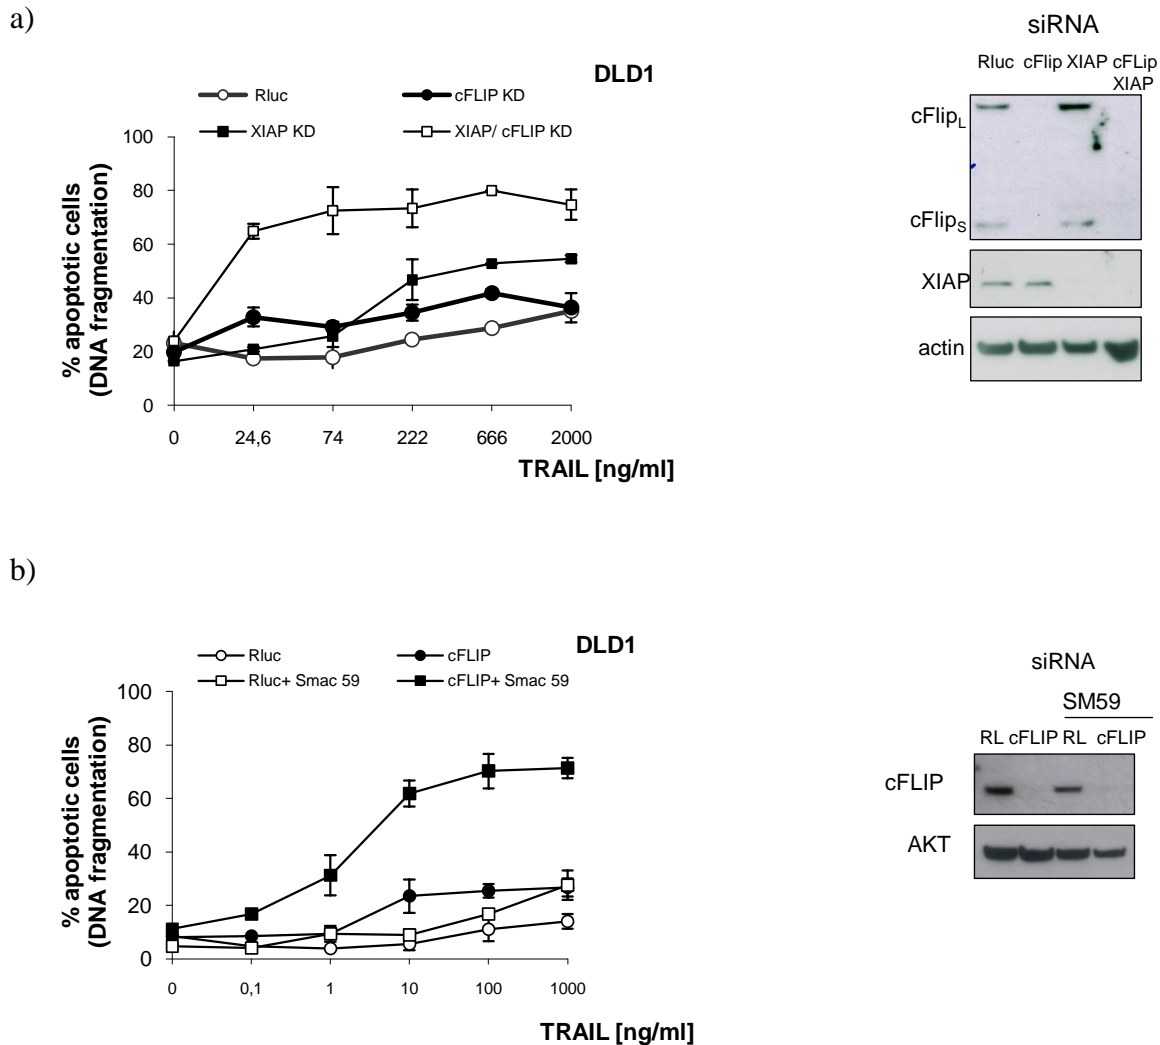 a)
DLD1
Rluc
cFLIP KD
XIAP KD
XIAP/ cFLIP KD
% apoptotic cells
(DNA fragmentation)
100
80
60
40
20
0
0 24,6 74 222 666 2000
TRAIL [ng/ml]
siRNA
Rluc cFlip XIAP cFLip
XIAP
cFlipL
cFlipS
XIAP
actin
b)
DLD1
Rluc
cFLIP
Rluc+ Smac 59
cFLIP+ Smac 59
% apoptotic cells
(DNA fragmentation)
100
80
60
40
20
0
0 0,1 1 10 100 1000
TRAIL [ng/ml]
siRNA
SM59
RL cFLIP RL cFLIP
cFLIP
AKT